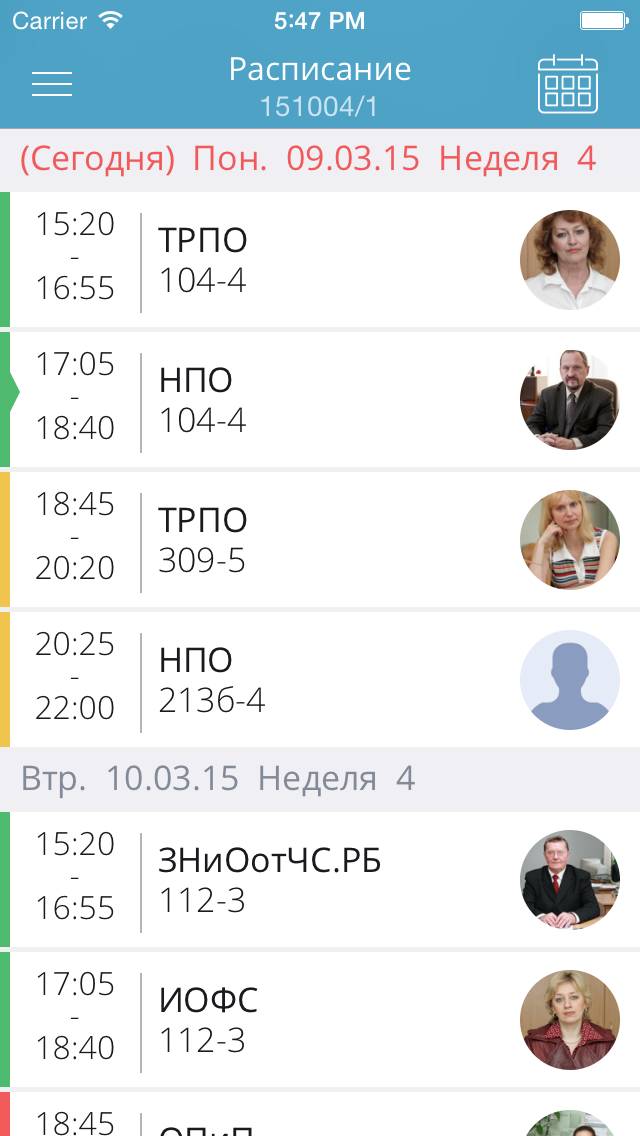 Carrier 5:47 PM
Расписание
151004/1
(Сегодня) Пон. 09.03.15 Неделя 4
15:20
-
16:55
ТРПО
104-4
17:05
-
18:40
НПО
104-4
18:45
-
20:20
ТРПО
309-5
20:25
-
22:00
НПО
213б-4
Втр. 10.03.15 Неделя 4
15:20
-
16:55
ЗНиОотЧС.РБ
112-3
17:05
-
18:40
ИОФС
112-3
18:45
ОПиП